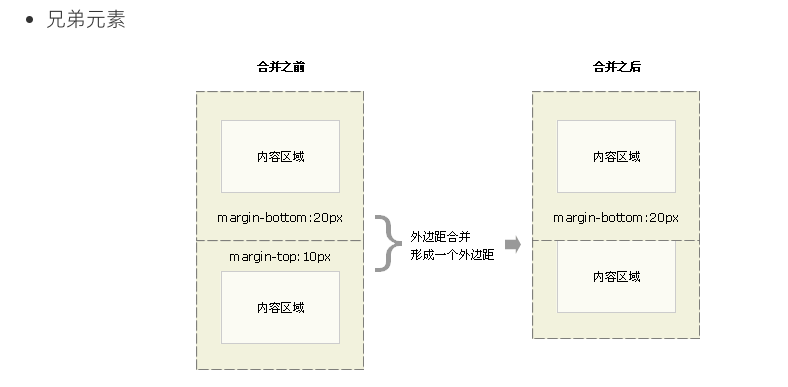 兄弟元素
合并之前
合并之后
内容区域
内容区域
margin-bottom:20px
margin-bottom:20px
外边距合并
形成一个外边距
margin-top:10px
内容区域
内容区域